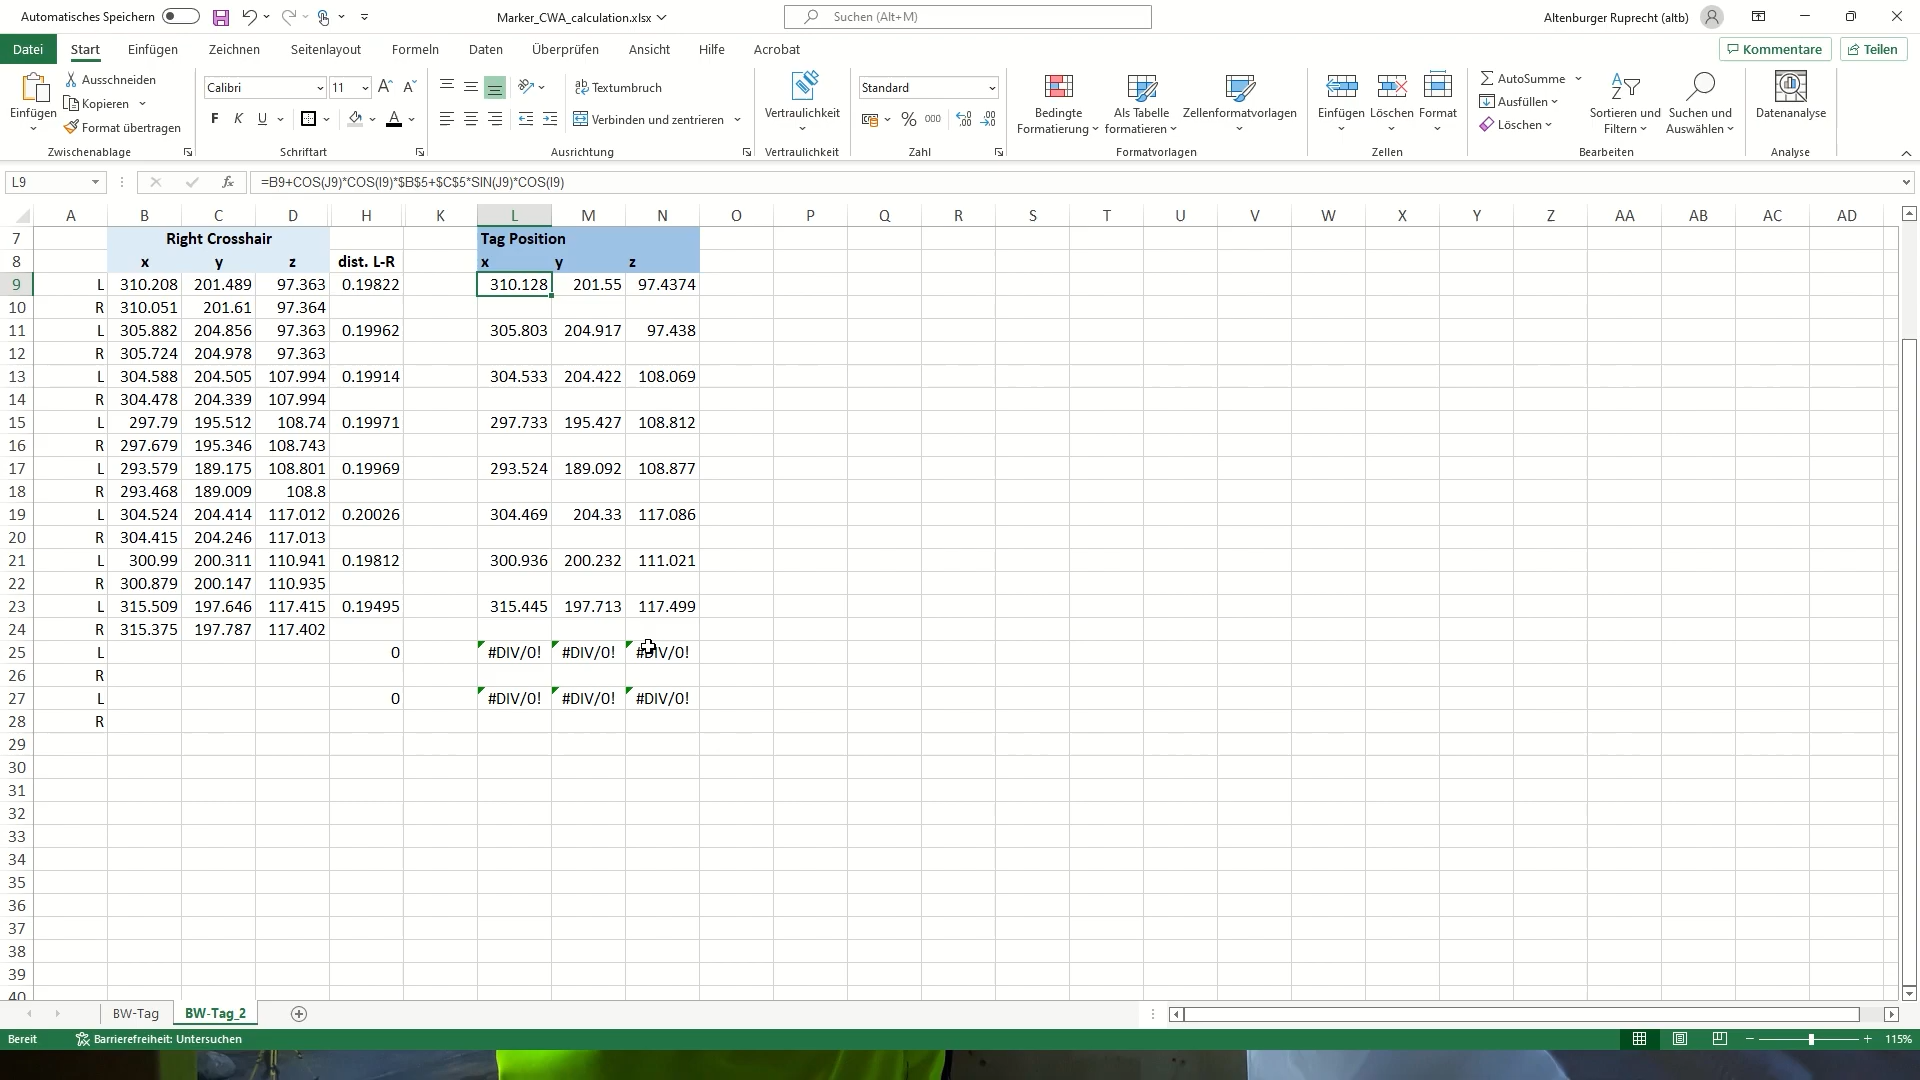 Automatisches Speichern
Marker_CWA_calculation.xlsx
Suchen (Alt+M)
Altenburger Ruprecht (altb)
Datei Start Einfügen Zeichnen Seitenlayout Formeln Daten Überprüfen Ansicht Hilfe Acrobat
Kommentare Teilen
Einfügen
Ausschneiden
Kopieren
Format übertragen
Zwischenablage
Calibri 11
F K U
Schriftart
Textumbruch
Verbinden und zentrieren
Ausrichtung
Vertraulichkeit
Vertraulichkeit
Standard
% 000
Zahl
Bedingte Formatierung
Als Tabelle formatieren
Zellenformatvorlagen
Formatvorlagen
Einfügen Löschen Format
Zellen
AutoSumme
Ausfüllen
Löschen
Sortieren und Filtern
Suchen und Auswählen
Bearbeiten
Datenanalyse
Analyse
L9
fx =B9+COS(J9)*COS(I9)*$B$5+$C$5*SIN(J9)*COS(I9)
A B C D H K L M N O P Q R S T U V W X Y Z AA AB AC AD
7 Right Crosshair Tag Position
8 x y z dist. L-R x y z
9 L 310.208 201.489 97.363 0.19822 310.128 201.55 97.4374
10 R 310.051 201.61 97.364
11 L 305.882 204.856 97.363 0.19962 305.803 204.917 97.438
12 R 305.724 204.978 97.363
13 L 304.588 204.505 107.994 0.19914 304.533 204.422 108.069
14 R 304.478 204.339 107.994
15 L 297.79 195.512 108.74 0.19971 297.733 195.427 108.812
16 R 297.679 195.346 108.743
17 L 293.579 189.175 108.801 0.19969 293.524 189.092 108.877
18 R 293.468 189.009 108.8
19 L 304.524 204.414 117.012 0.20026 304.469 204.33 117.086
20 R 304.415 204.246 117.013
21 L 300.99 200.311 110.941 0.19812 300.936 200.232 111.021
22 R 300.879 200.147 110.935
23 L 315.509 197.646 117.415 0.19495 315.445 197.713 117.499
24 R 315.375 197.787 117.402
25 L 0 #DIV/0! #DIV/0! #DIV/0!
26 R
27 L 0 #DIV/0! #DIV/0! #DIV/0!
28 R
29
30
31
32
33
34
35
36
37
38
39
40
BW-Tag BW-Tag_2
Bereit Barrierefreiheit: Untersuchen 115%